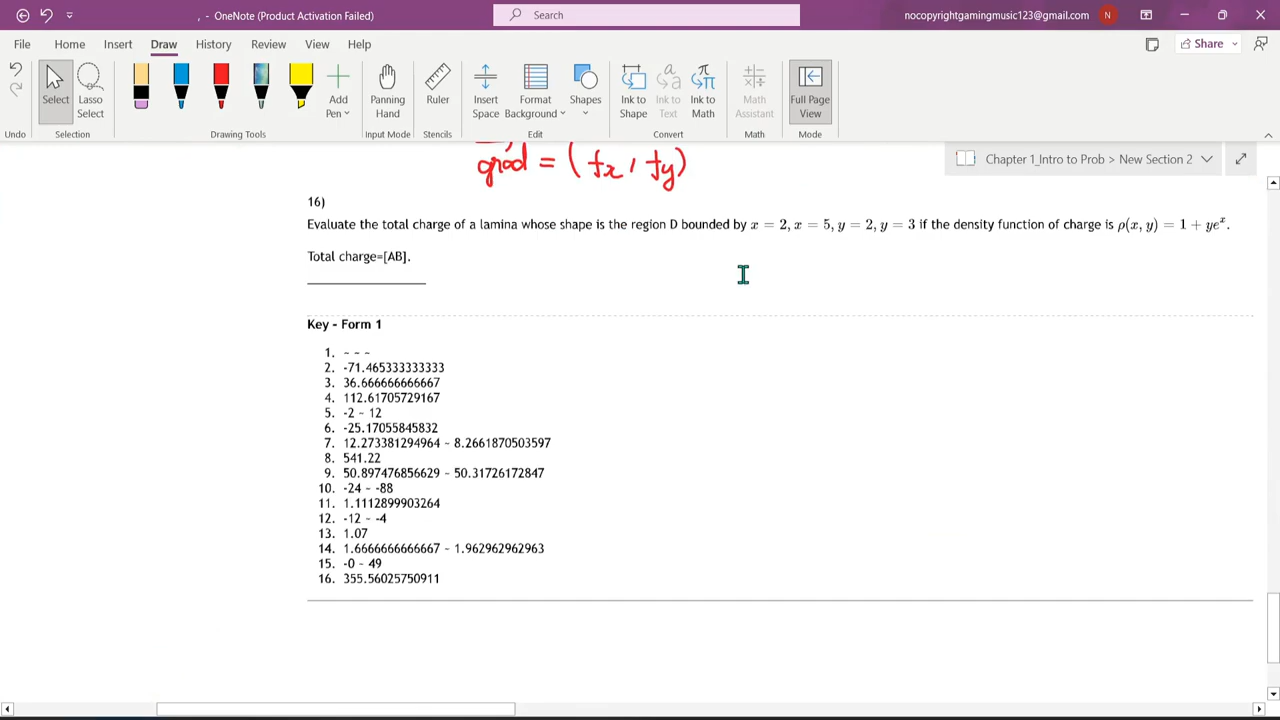 , - OneNote (Product Activation Failed)
Search
nocopyrightgamingmusic123@gmail.com
N
File Home Insert Draw History Review View Help
Share
Select
Lasso Select
Add Pen
Panning Hand
Ruler
Insert Space
Format Background
Shapes
Ink to Shape
Ink to Text
Ink to Math
Math Assistant
Full Page View
Undo Selection Drawing Tools Input Mode Stencils Edit Convert Math Mode
Chapter 1_Intro to Prob > New Section 2
grad = (fx, fy)
16)
Evaluate the total charge of a lamina whose shape is the region D bounded by x = 2, x = 5, y = 2, y = 3 if the density function of charge is ρ(x, y) = 1 + yeˣ.
Total charge=[AB].
Key - Form 1
1. ~ ~ ~
2. -71.465333333333
3. 36.666666666667
4. 112.61705729167
5. -2 ~ 12
6. -25.17055845832
7. 12.273381294964 ~ 8.2661870503597
8. 541.22
9. 50.897476856629 ~ 50.31726172847
10. -24 ~ -88
11. 1.1112899903264
12. -12 ~ -4
13. 1.07
14. 1.6666666666667 ~ 1.962962962963
15. -0 ~ 49
16. 355.56025750911